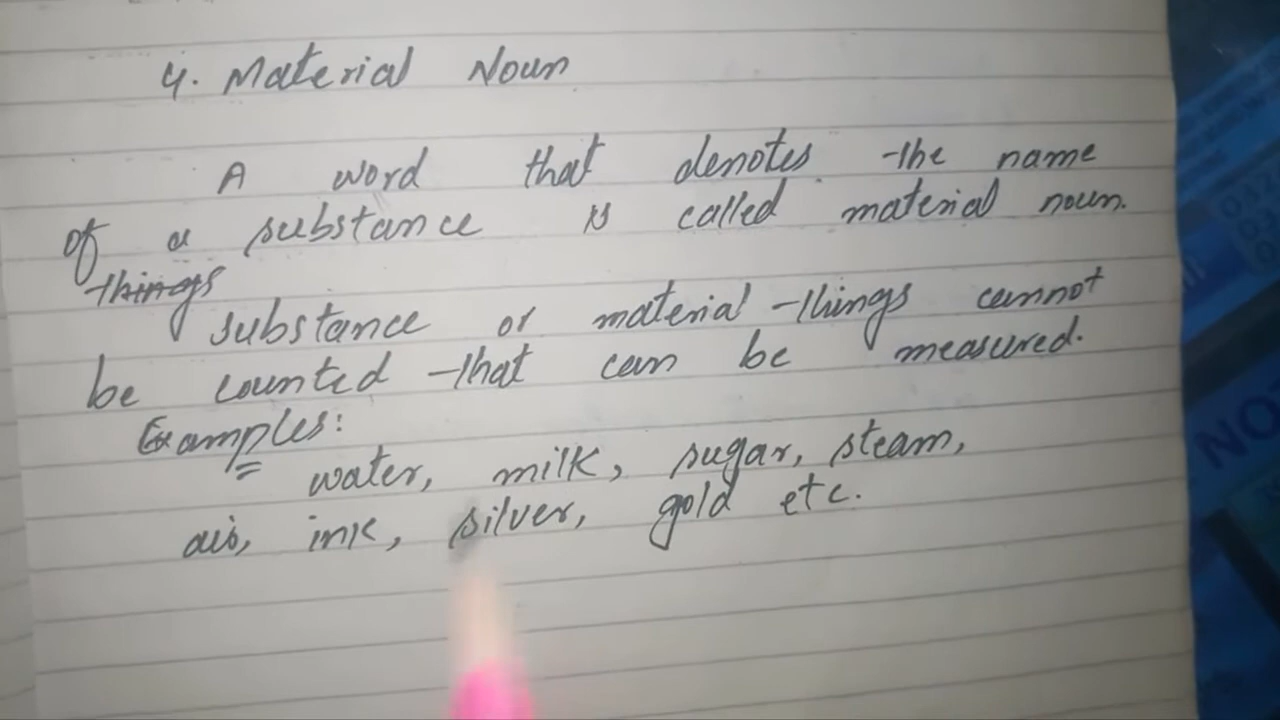 4. Material Noun
A word that denotes the name
of a substance is called material noun.
things
substance or material things cannot
be counted that can be measured.
Examples:
water, milk, sugar, steam,
air, ink, silver, gold etc.